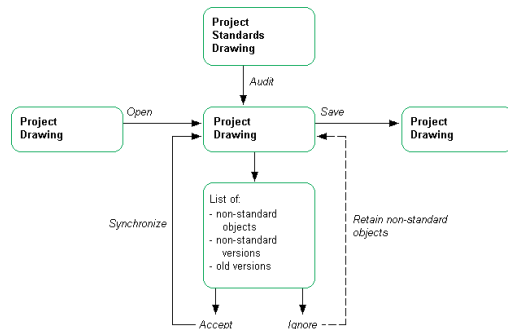 Project
Standards
Drawing
Audit
Project
Drawing
Open
Project
Drawing
Save
Project
Drawing
List of:
- non-standard
objects
- non-standard
versions
- old versions
Synchronize
Retain non-standard
objects
Accept
Ignore